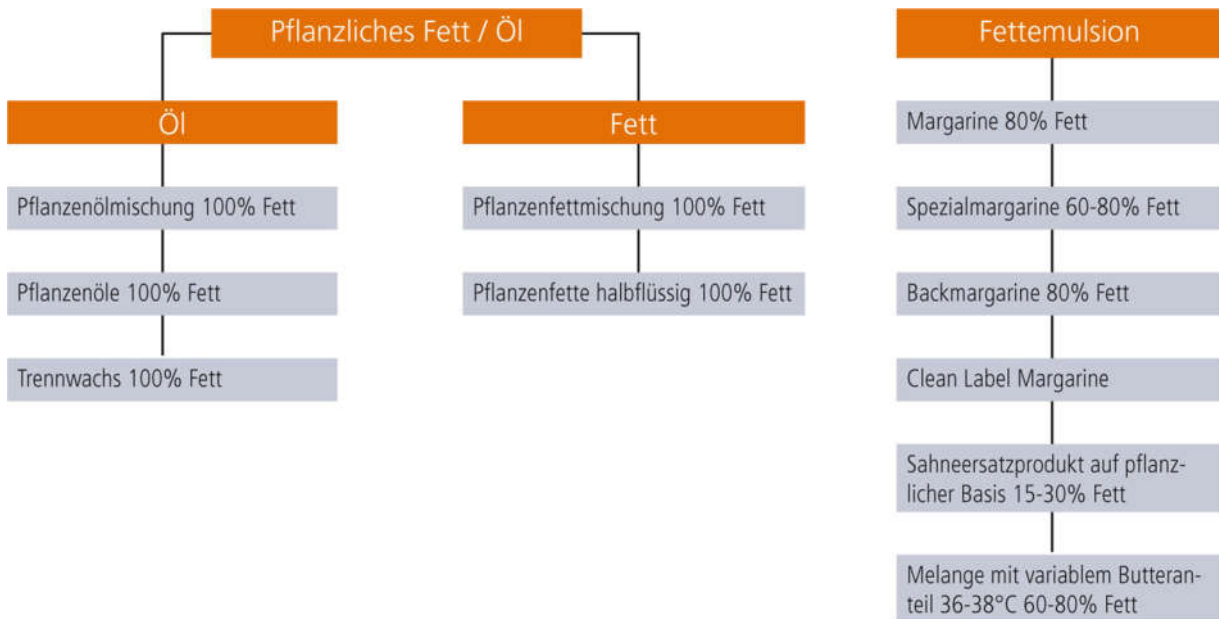 Pflanzliches Fett / Öl
Öl
Pflanzenölmischung 100% Fett
Pflanzenöle 100% Fett
Trennwachs 100% Fett
Fett
Pflanzenfettmischung 100% Fett
Pflanzenfette halbflüssig 100% Fett
Fettemulsion
Margarine 80% Fett
Spezialmargarine 60-80% Fett
Backmargarine 80% Fett
Clean Label Margarine
Sahneersatzprodukt auf pflanz-
licher Basis 15-30% Fett
Melange mit variablem Butteran-
teil 36-38°C 60-80% Fett